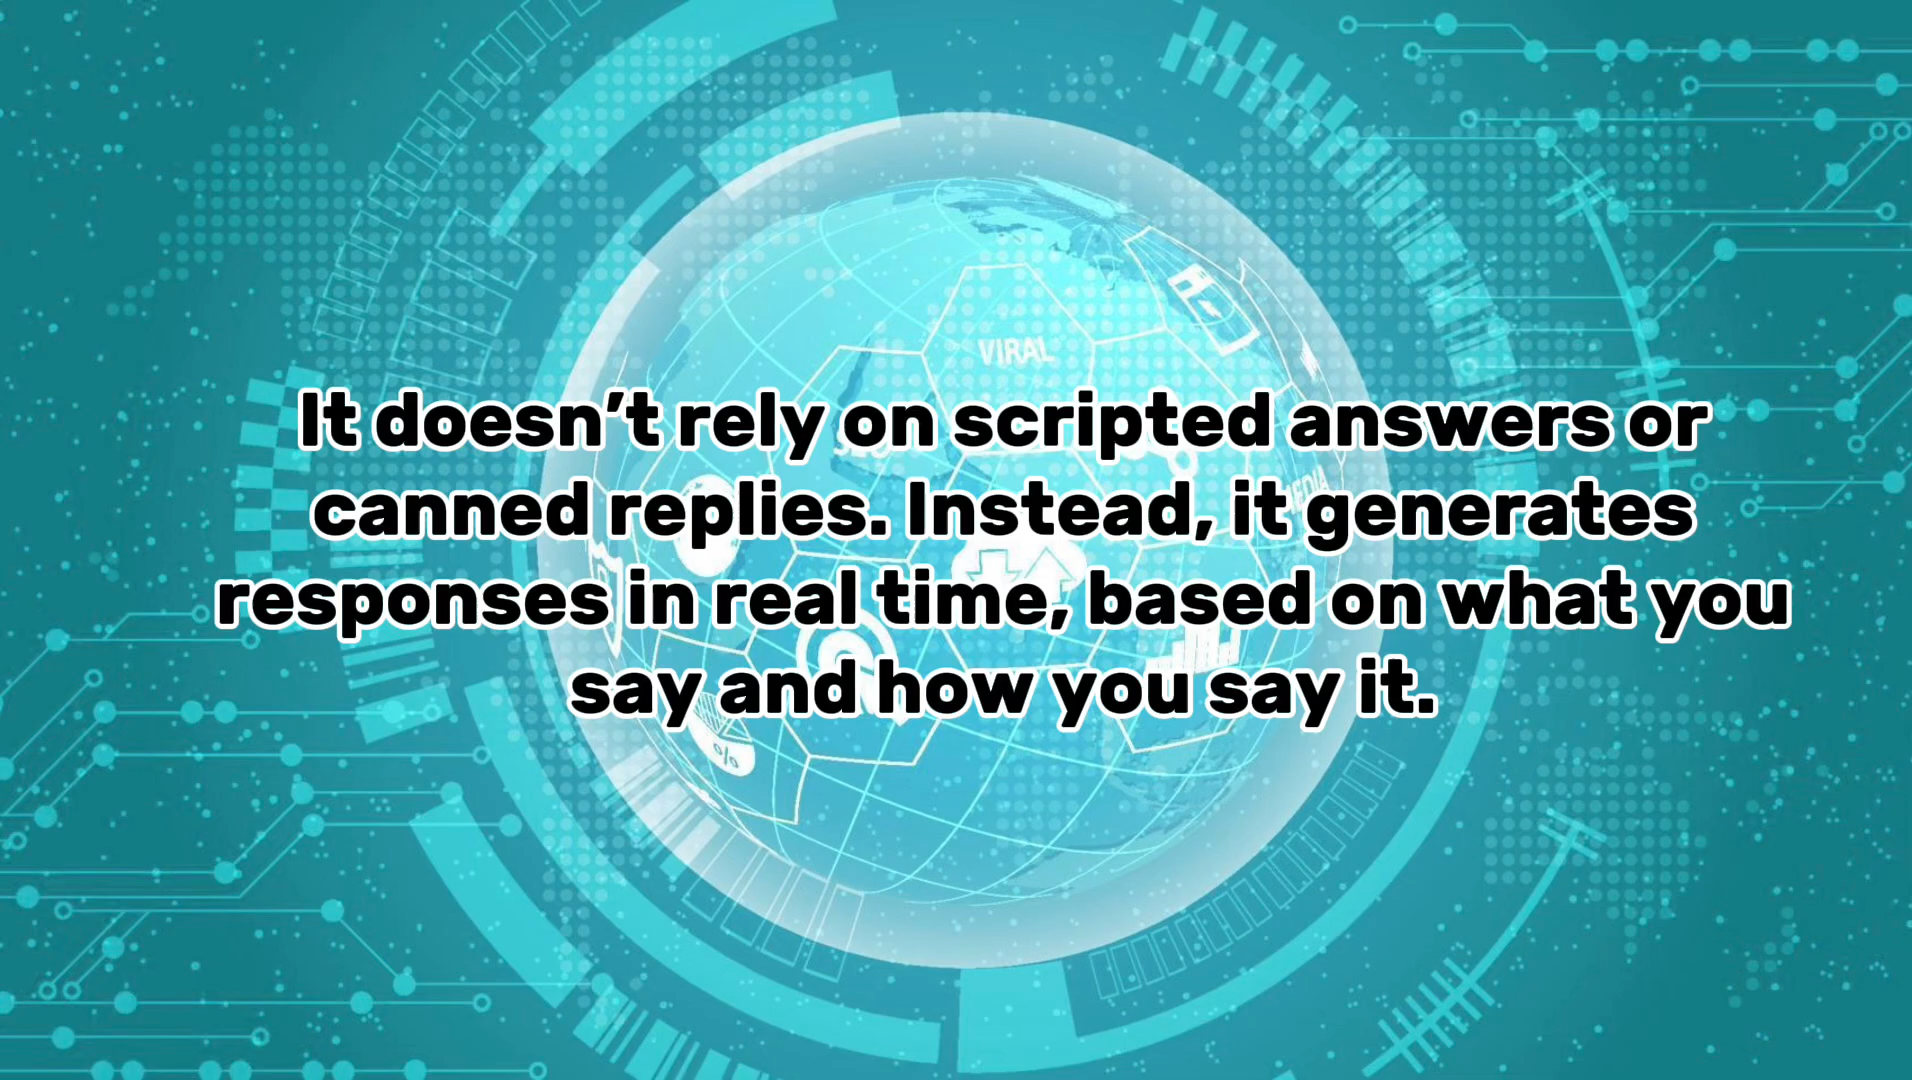 VIRAL
It doesn’t rely on scripted answers or
canned replies. Instead, it generates
responses in real time, based on what you
say and how you say it.
%